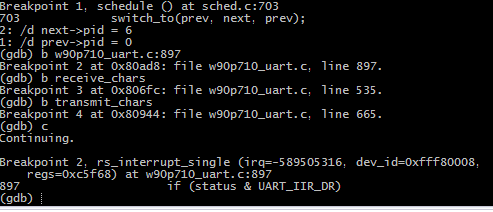 Breakpoint 1, schedule () at sched.c:703
703             switch_to(prev, next, prev);
2: /d next->pid = 6
1: /d prev->pid = 0
(gdb) b w90p710_uart.c:897
Breakpoint 2 at 0x80ad8: file w90p710_uart.c, line 897.
(gdb) b receive_chars
Breakpoint 3 at 0x806fc: file w90p710_uart.c, line 535.
(gdb) b transmit_chars
Breakpoint 4 at 0x80944: file w90p710_uart.c, line 665.
(gdb) c
Continuing.
Breakpoint 2, rs_interrupt_single (irq=-589505316, dev_id=0xfff80008,
    regs=0xc5f68) at w90p710_uart.c:897
897                     if (status & UART_IIR_DR)
(gdb)